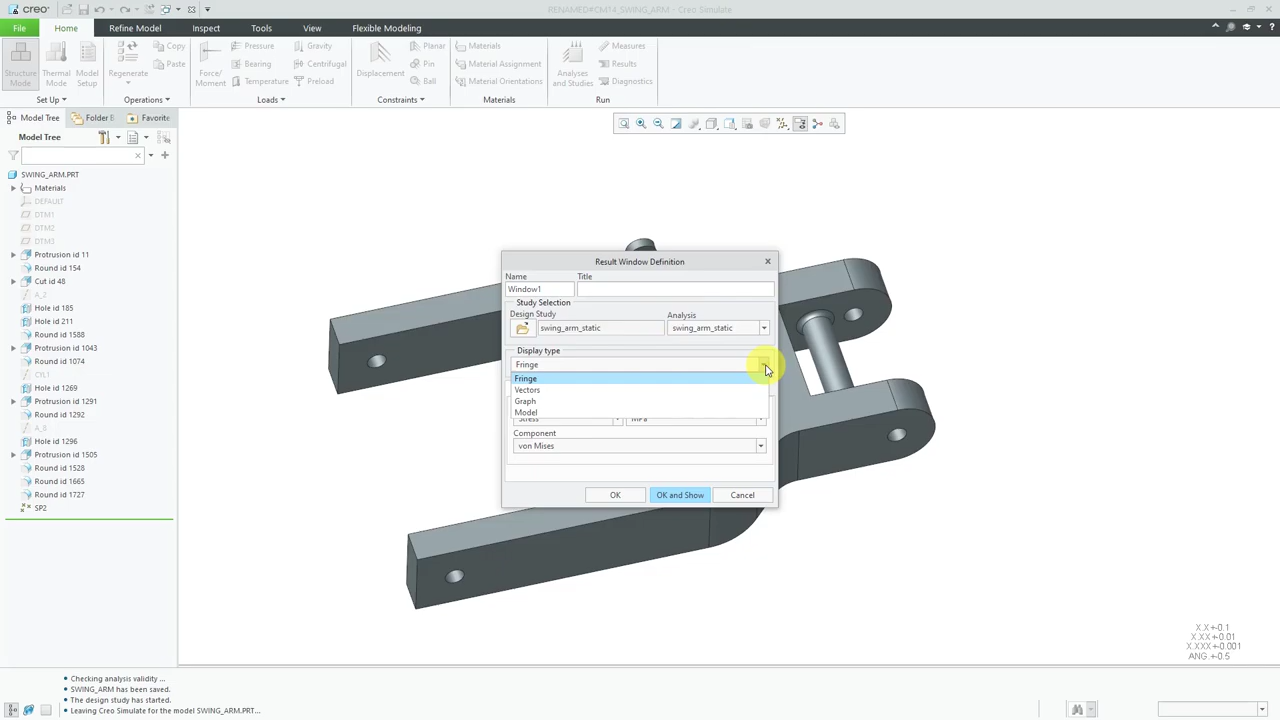 creo
RENAMED#CM14_SWING_ARM - Creo Simulate
File Home Refine Model Inspect Tools View Flexible Modeling
Structure Mode
Thermal Mode
Model Setup
Set Up
Regenerate
Copy
Paste
Operations
Force/Moment
Pressure
Bearing
Temperature
Gravity
Centrifugal
Preload
Loads
Displacement
Planar
Pin
Ball
Constraints
Materials
Material Assignment
Material Orientations
Materials
Analyses and Studies
Measures
Results
Diagnostics
Run
Model Tree Folder B Favorite
Model Tree
SWING_ARM.PRT
Materials
DEFAULT
DTM1
DTM2
DTM3
Protrusion id 11
Round id 154
Cut id 48
A_2
Hole id 185
Hole id 211
Round id 1588
Protrusion id 1043
Round id 1074
CYL1
Hole id 1269
Protrusion id 1291
Round id 1292
A_8
Hole id 1296
Protrusion id 1505
Round id 1528
Round id 1665
Round id 1727
SP2
Result Window Definition
Name Title
Window1
Study Selection
Design Study Analysis
swing_arm_static swing_arm_static
Display type
Fringe
Fringe
Vectors
Graph
Model
Stress MPa
Component
von Mises
OK OK and Show Cancel
X.X+-0.1
X.XX+-0.01
X.XXX+-0.001
ANG.+-0.5
Checking analysis validity ...
SWING_ARM has been saved.
The design study has started.
Leaving Creo Simulate for the model SWING_ARM.PRT...